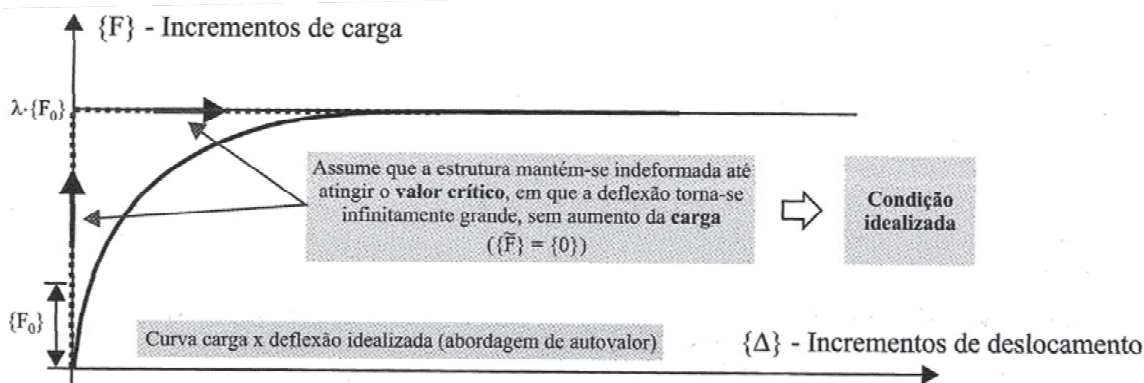 {F} - Incrementos de carga
λ·{F₀}
Assume que a estrutura mantém-se indeformada até
atingir o valor crítico, em que a deflexão torna-se
infinitamente grande, sem aumento da carga
({F̃} = {0})
Condição
idealizada
{F₀}
Curva carga x deflexão idealizada (abordagem de autovalor)
{Δ} - Incrementos de deslocamento